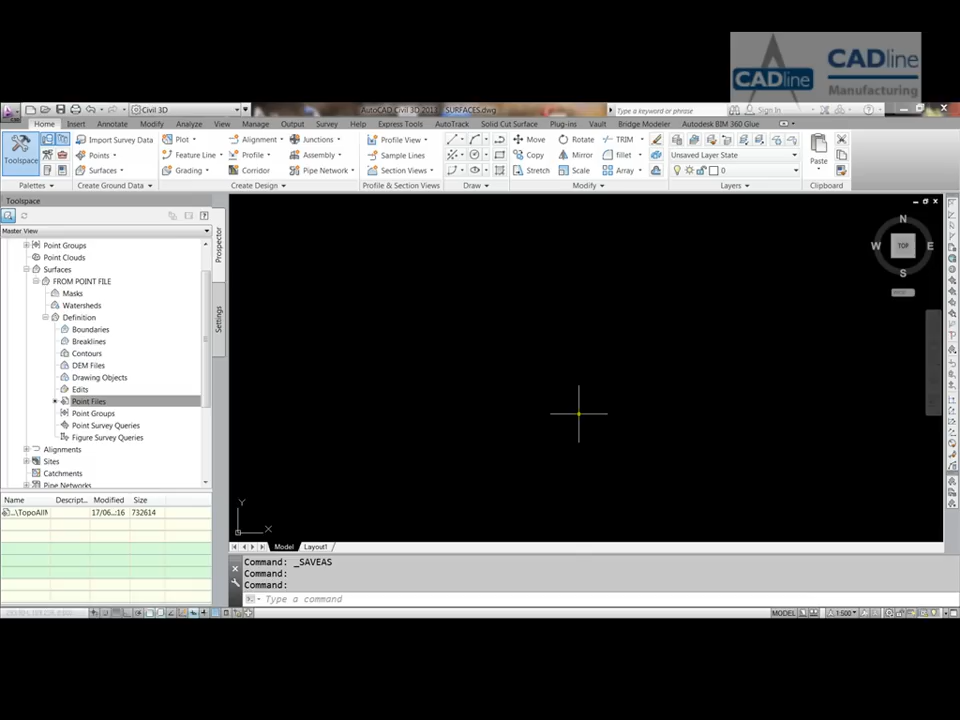 CADline
CADline
Manufacturing
Civil 3D
AutoCAD Civil 3D 2013 SURFACES.dwg
Type a keyword or phrase
Sign In
Home Insert Annotate Modify Analyze View Manage Output Survey Help Express Tools AutoTrack Solid Cut Surface Plug-ins Vault Bridge Modeler Autodesk BIM 360 Glue
Toolspace
Import Survey Data
Points
Surfaces
Plot
Feature Line
Grading
Alignment
Profile
Corridor
Junctions
Assembly
Pipe Network
Profile View
Sample Lines
Section Views
Move
Copy
Stretch
Rotate
Mirror
Scale
TRIM
fillet
Array
Unsaved Layer State
0
Paste
Palettes Create Ground Data Create Design Profile & Section Views Draw Modify Layers Clipboard
Toolspace
Master View
Prospector
Settings
Point Groups
Point Clouds
Surfaces
FROM POINT FILE
Masks
Watersheds
Definition
Boundaries
Breaklines
Contours
DEM Files
Drawing Objects
Edits
Point Files
Point Groups
Point Survey Queries
Figure Survey Queries
Alignments
Sites
Catchments
Pipe Networks
Name Descript... Modified Size
17/06...:16 732614
N
W TOP E
S
Y
X
Model Layout1
Command: _SAVEAS
Command:
Command:
Type a command
MODEL
1:500